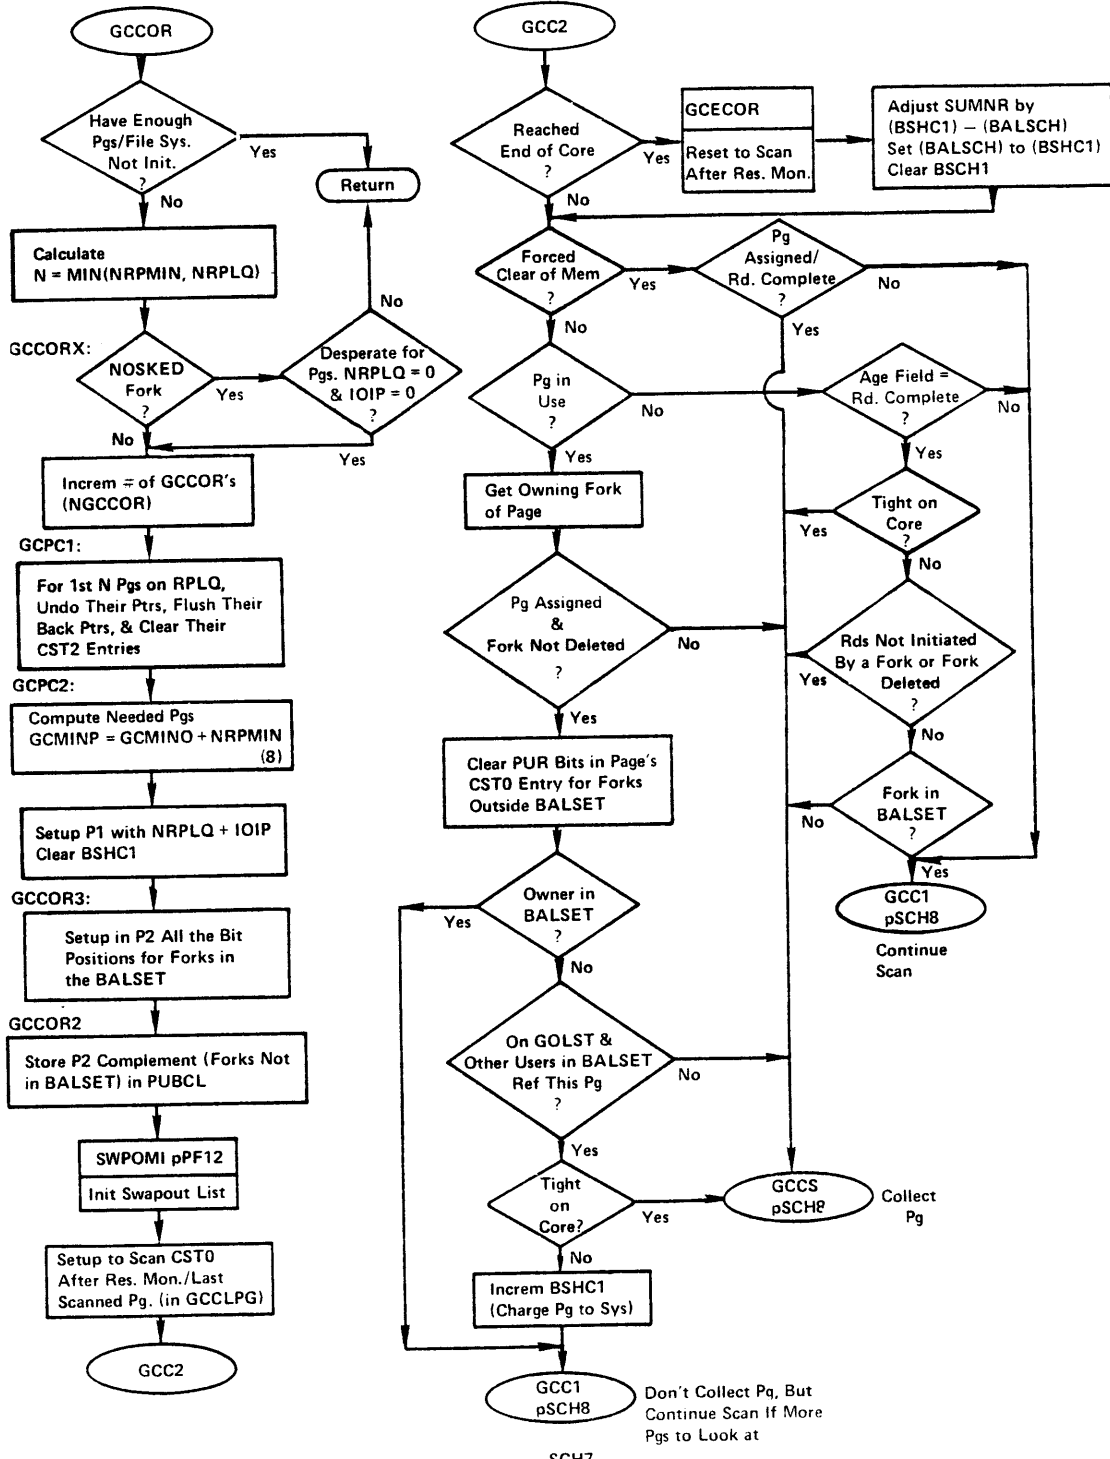 GCCOR
Have Enough
Pgs/File Sys.
Not Init.
?
Yes
No
Return
Calculate
N = MIN(NRPMIN, NRPLQ)
No
GCCORX:
NOSKED
Fork
?
Yes
No
Desperate for
Pgs. NRPLQ = 0
& IOIP = 0
?
Yes
Increm = of GCCOR's
(NGCCOR)
GCPC1:
For 1st N Pgs on RPLQ,
Undo Their Ptrs, Flush Their
Back Ptrs, & Clear Their
CST2 Entries
GCPC2:
Compute Needed Pgs
GCMINP = GCMINO + NRPMIN
(8)
Setup P1 with NRPLQ + IOIP
Clear BSHC1
GCCOR3:
Setup in P2 All the Bit
Positions for Forks in
the BALSET
GCCOR2
Store P2 Complement (Forks Not
in BALSET) in PUBCL
SWPOMI pPF12
Init Swapout List
Setup to Scan CST0
After Res. Mon./Last
Scanned Pg. (in GCCLPG)
GCC2
GCC2
Reached
End of Core
?
Yes
No
GCECOR
Reset to Scan
After Res. Mon.
Adjust SUMNR by
(BSHC1) – (BALSCH)
Set (BALSCH) to (BSHC1)
Clear BSCH1
Forced
Clear of Mem
?
Yes
No
Pg
Assigned/
Rd. Complete
?
No
Yes
Pg in
Use
?
No
Yes
Age Field =
Rd. Complete
?
No
Yes
Get Owning Fork
of Page
Tight on
Core
?
Yes
No
Pg Assigned
&
Fork Not Deleted
?
No
Yes
Rds Not Initiated
By a Fork or Fork
Deleted
?
Yes
No
Clear PUR Bits in Page's
CST0 Entry for Forks
Outside BALSET
Fork in
BALSET
?
No
Yes
GCC1
pSCH8
Continue
Scan
Owner in
BALSET
?
Yes
No
On GOLST &
Other Users in BALSET
Ref This Pg
?
No
Yes
Tight
on
Core?
Yes
No
GCCS
pSCH8
Collect
Pg
Increm BSHC1
(Charge Pg to Sys)
GCC1
pSCH8
Don't Collect Pg, But
Continue Scan If More
Pgs to Look at
SCH7